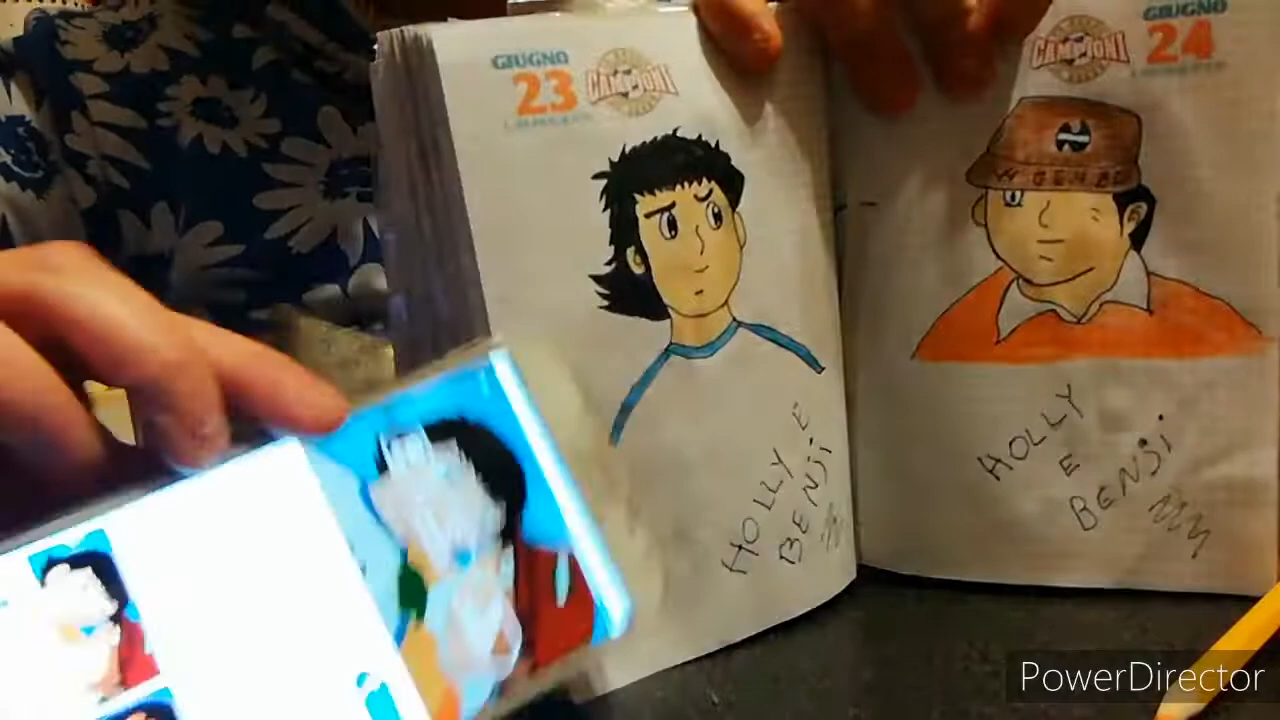 GIUGNO
23
CAMPIONI
HOLLY E
BENJI
GIUGNO
24
CAMPIONI
HOLLY
E
BENJI
PowerDirector